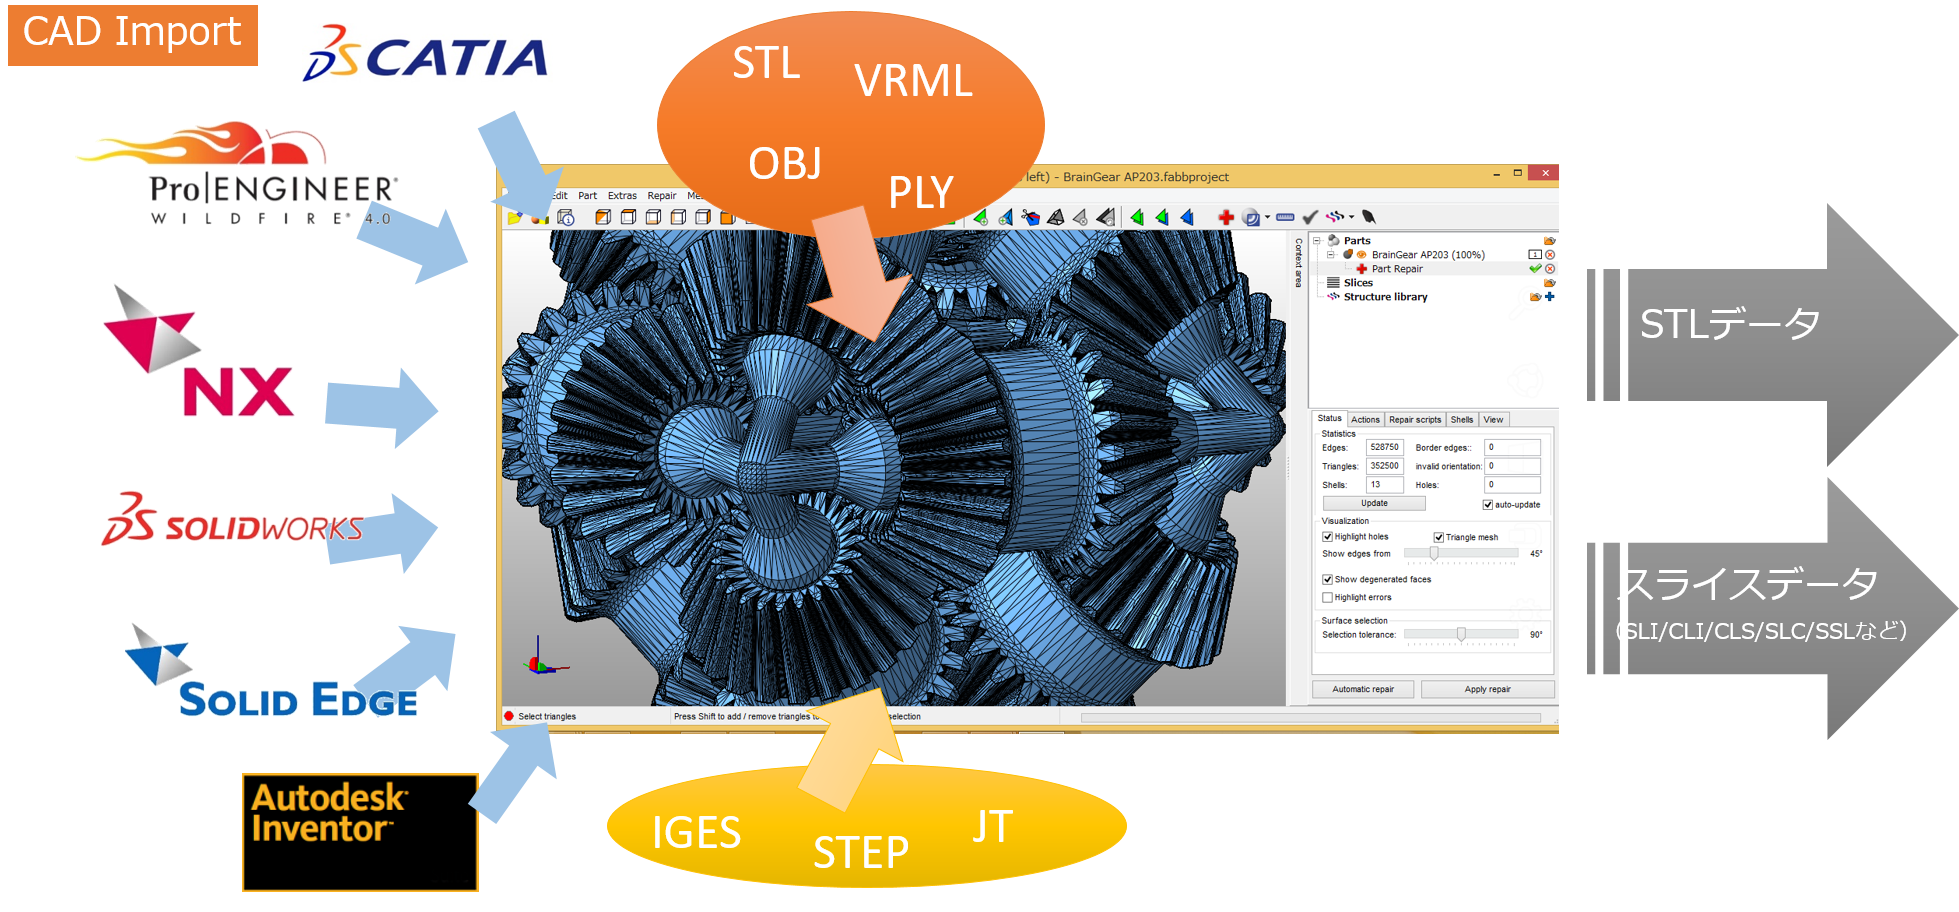 CAD Import
CATIA
STL
VRML
OBJ
PLY
Pro|ENGINEER®
WILDFIRE® 4.0
NX
SOLIDWORKS
SOLID EDGE
Autodesk®
Inventor™
left) - BrainGear AP203.fabbproject
Edit Part Extras Repair
Context area
Parts
BrainGear AP203 (100%)
Part Repair
Slices
Structure library
Status Actions Repair scripts Shells View
Statistics
Edges: 528750 Border edges:: 0
Triangles: 352500 invalid orientation: 0
Shells: 13 Holes: 0
Update auto-update
Visualization
Highlight holes Triangle mesh
Show edges from 45°
Show degenerated faces
Highlight errors
Surface selection
Selection tolerance: 90°
Automatic repair Apply repair
Select triangles
Press Shift to add / remove triangles to selection
IGES
STEP
JT
STLデータ
スライスデータ
(SLI/CLI/CLS/SLC/SSLなど)